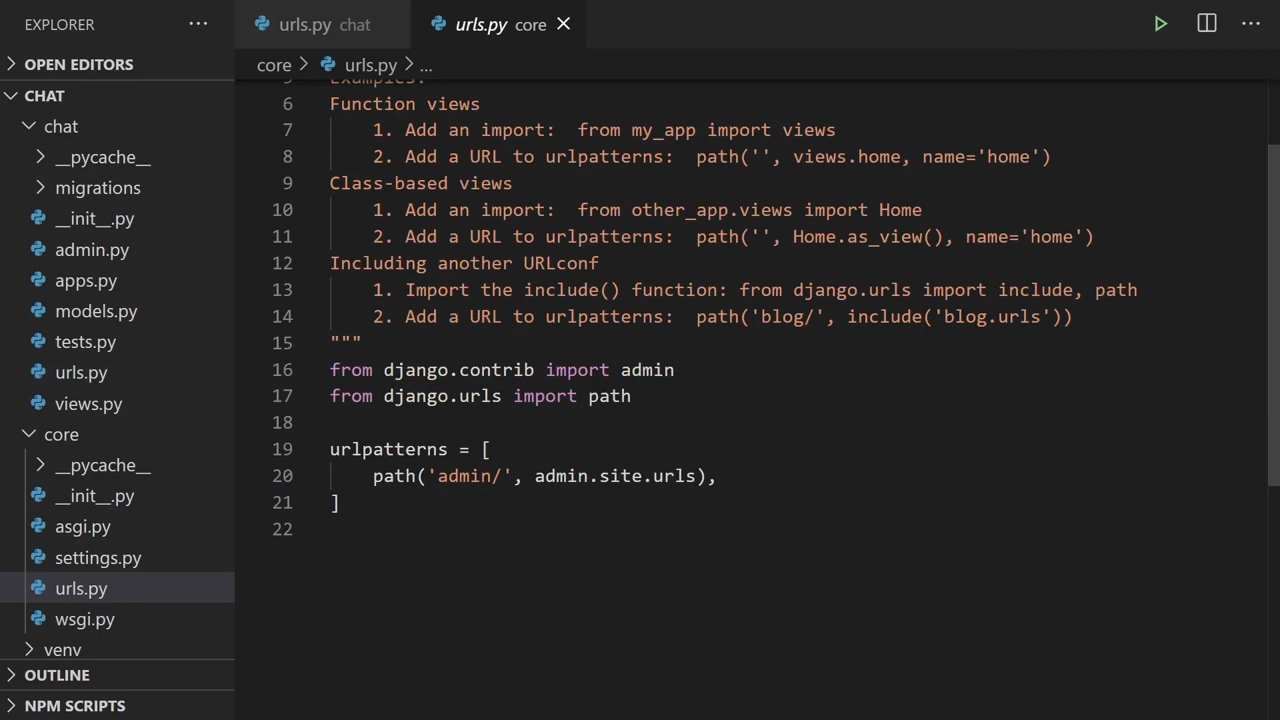 EXPLORER
OPEN EDITORS
CHAT
chat
__pycache__
migrations
__init__.py
admin.py
apps.py
models.py
tests.py
urls.py
views.py
core
__pycache__
__init__.py
asgi.py
settings.py
urls.py
wsgi.py
venv
OUTLINE
NPM SCRIPTS
urls.py chat
urls.py core
core > urls.py > ...
5 Examples:
6 Function views
7     1. Add an import:  from my_app import views
8     2. Add a URL to urlpatterns:  path('', views.home, name='home')
9 Class-based views
10     1. Add an import:  from other_app.views import Home
11     2. Add a URL to urlpatterns:  path('', Home.as_view(), name='home')
12 Including another URLconf
13     1. Import the include() function: from django.urls import include, path
14     2. Add a URL to urlpatterns:  path('blog/', include('blog.urls'))
15 """
16 from django.contrib import admin
17 from django.urls import path
18
19 urlpatterns = [
20     path('admin/', admin.site.urls),
21 ]
22